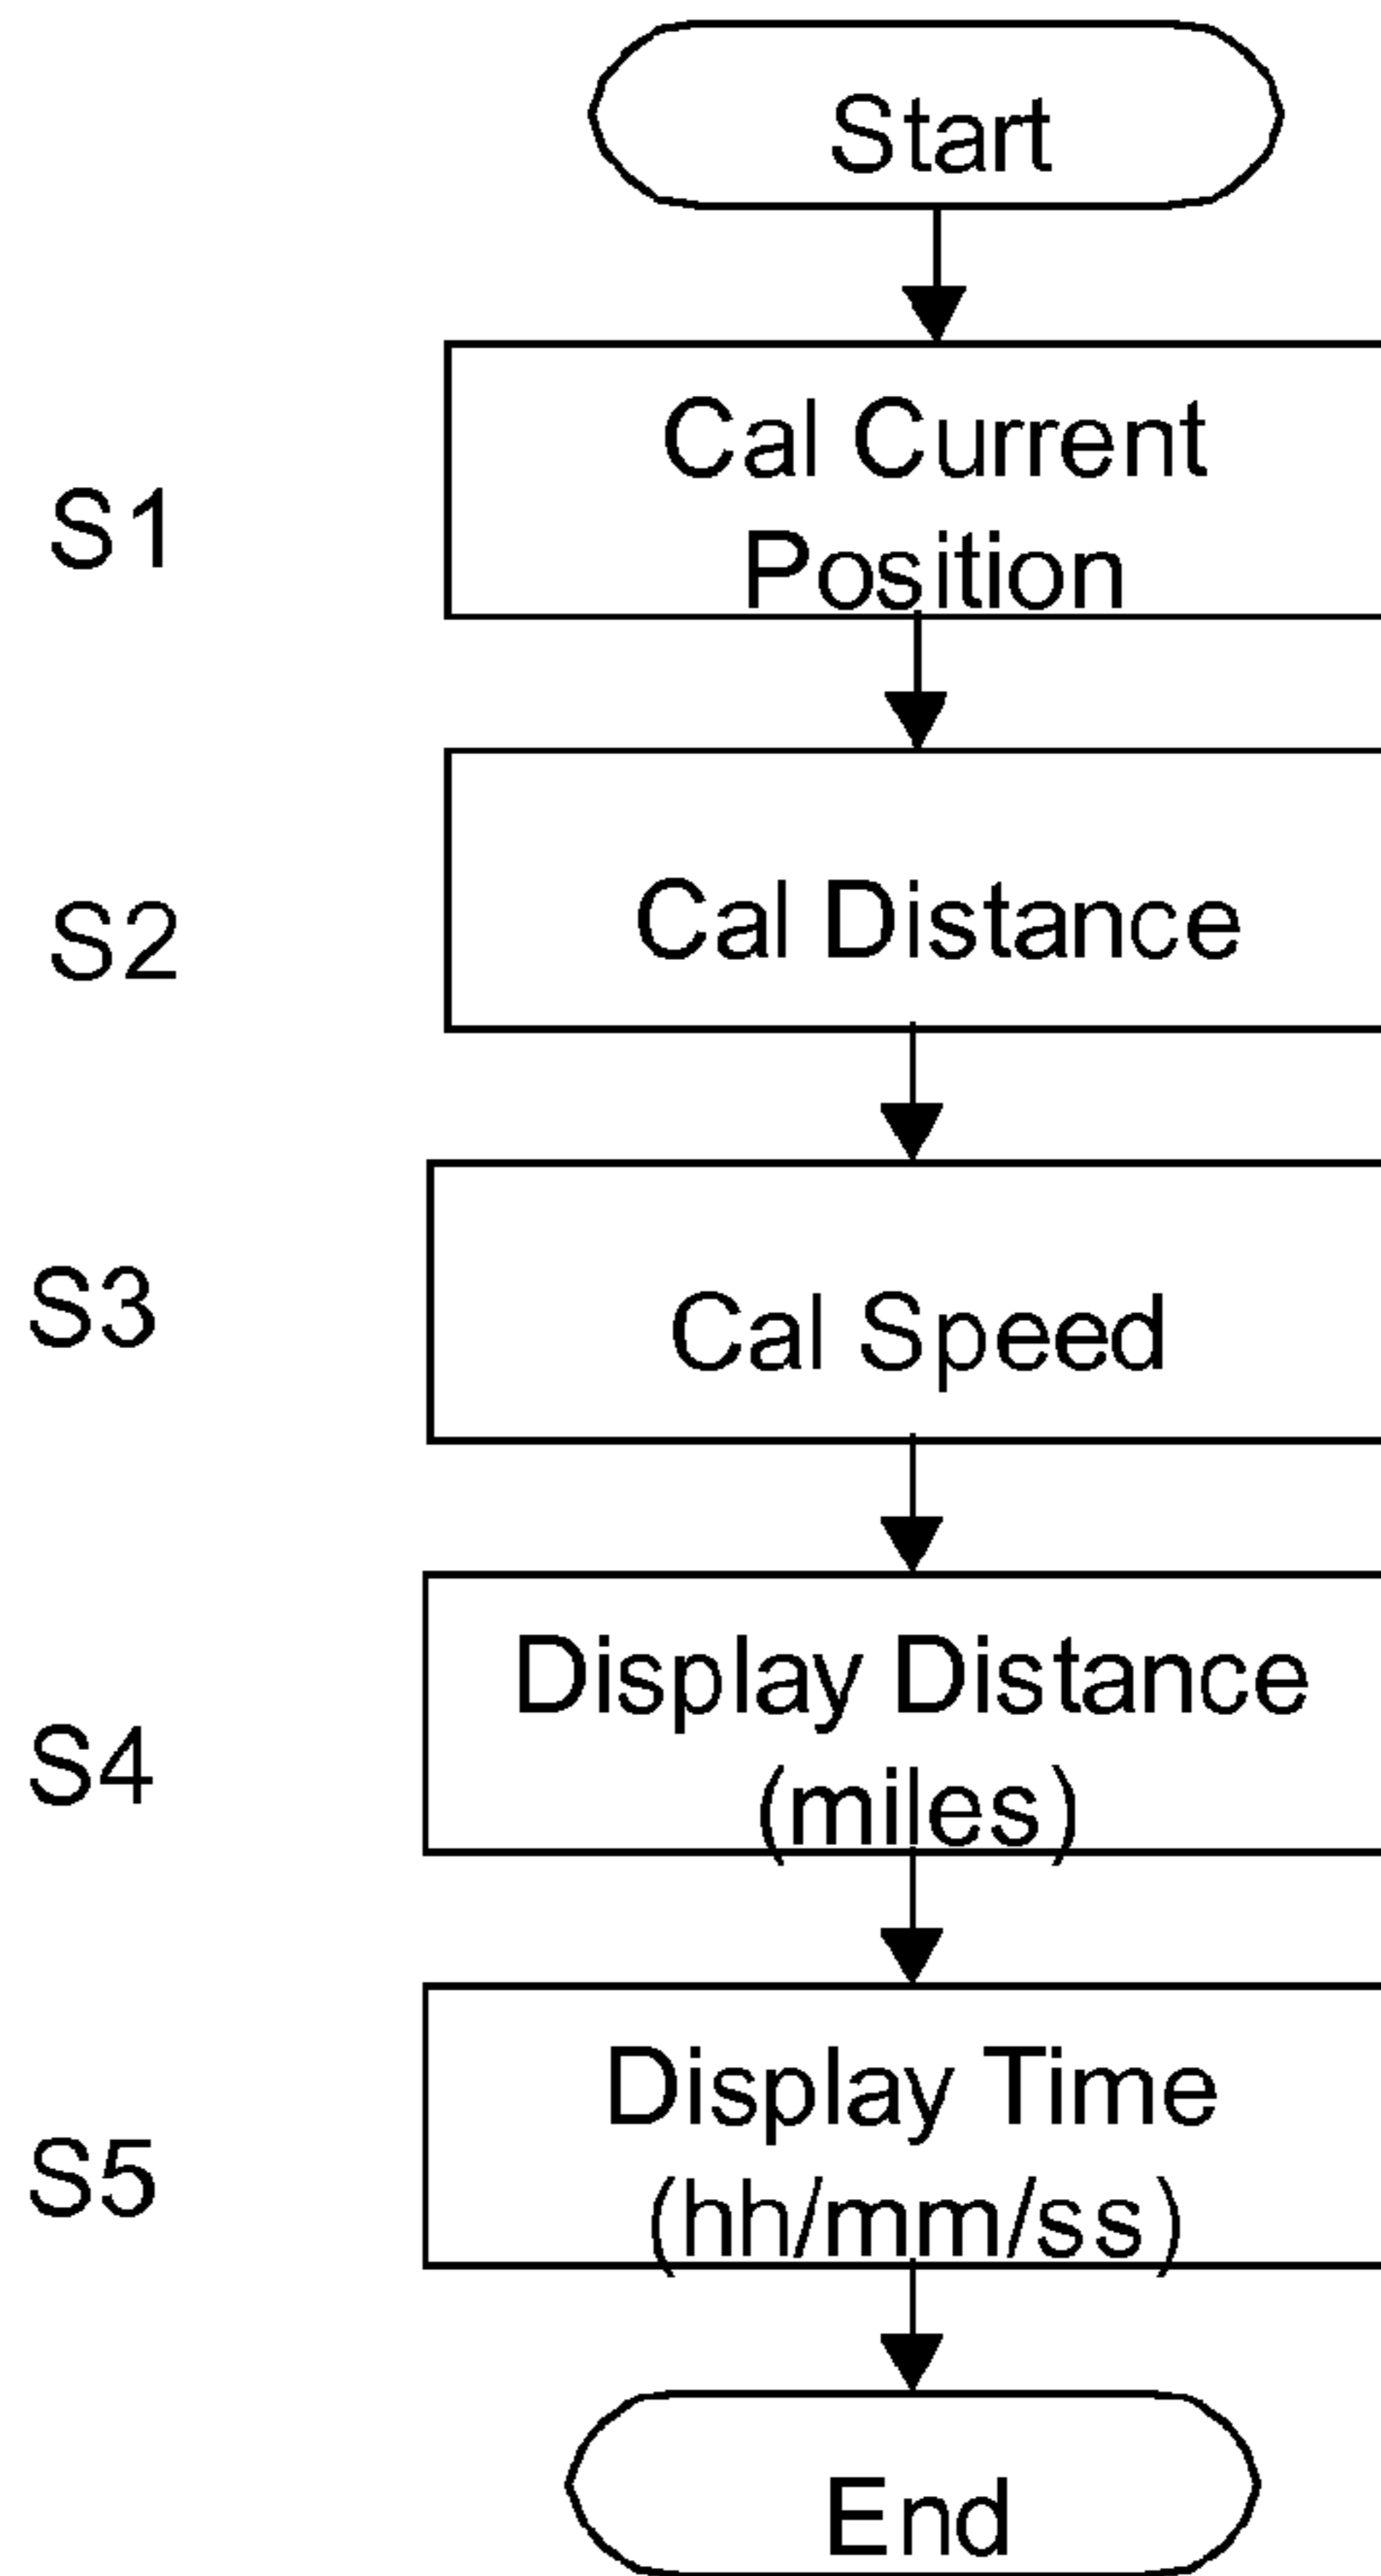 Start
S1
Cal Current
Position
S2
Cal Distance
S3
Cal Speed
S4
Display Distance
(miles)
S5
Display Time
(hh/mm/ss)
End